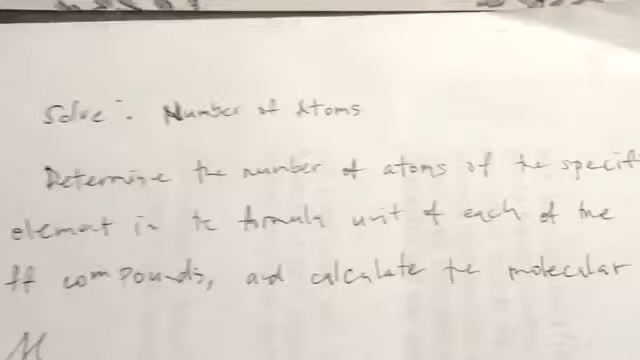 Solve: Number of Atoms
Determine the number of atoms of the specifi
element in te formula unit of each of the
ff compounds, and calculate the molecular
M